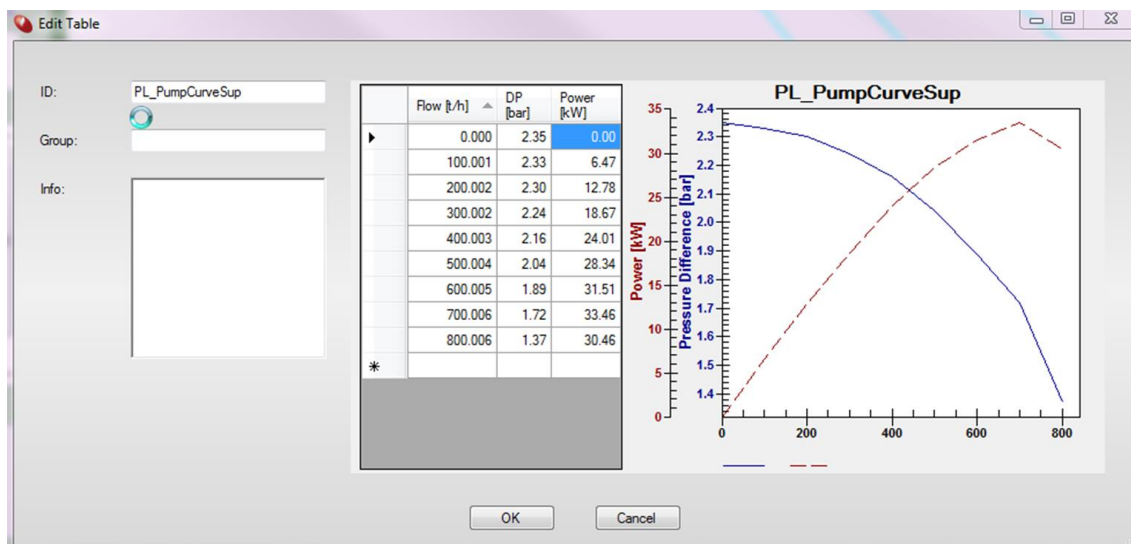 Edit Table
ID:
PL_PumpCurveSup
Group:
Info:
Flow [t/h] DP [bar] Power [kW]
0.000 2.35 0.00
100.001 2.33 6.47
200.002 2.30 12.78
300.002 2.24 18.67
400.003 2.16 24.01
500.004 2.04 28.34
600.005 1.89 31.51
700.006 1.72 33.46
800.006 1.37 30.46
*
PL_PumpCurveSup
Power [kW]
35
30
25
20
15
10
5
0
Pressure Difference [bar]
2.4
2.3
2.2
2.1
2.0
1.9
1.8
1.7
1.6
1.5
1.4
0 200 400 600 800
OK
Cancel